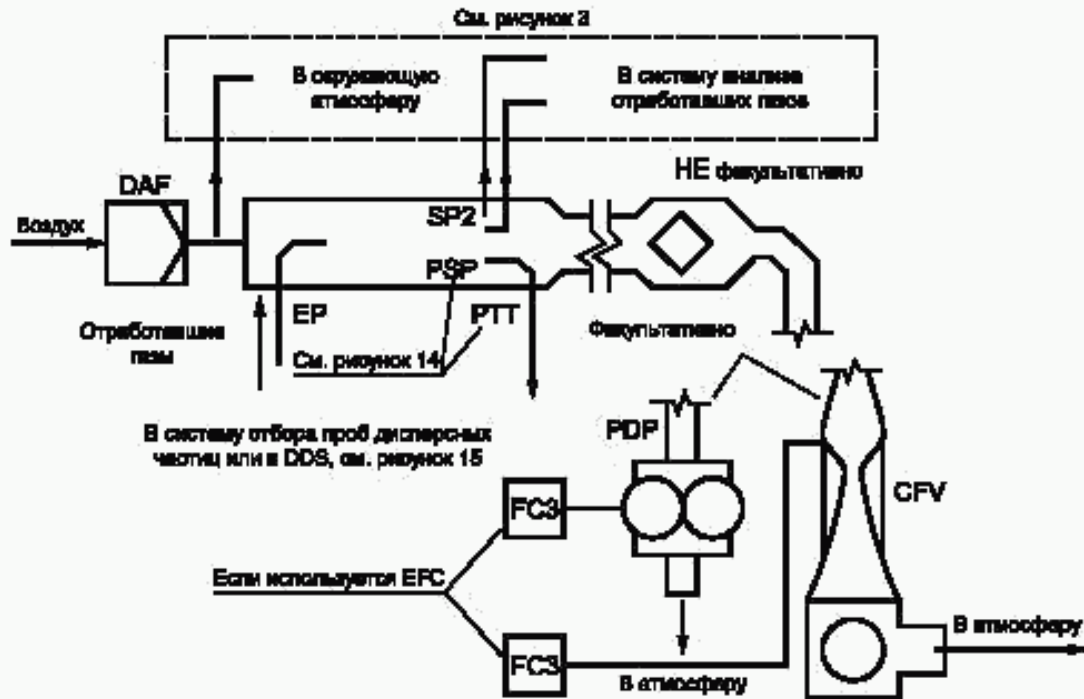 См. рисунок 3
В окружающую
атмосферу
В систему анализа
отработавших газов
НЕ факультативно
DAF
Воздух
SP2
PSP
EP
PTT
Отработавшие
газы
Факультативно
См. рисунок 14
В систему отбора проб дисперсных
частиц или в DDS, см. рисунок 15
PDP
CFV
FC3
Если используется EFC
FC3
В атмосферу
В атмосферу